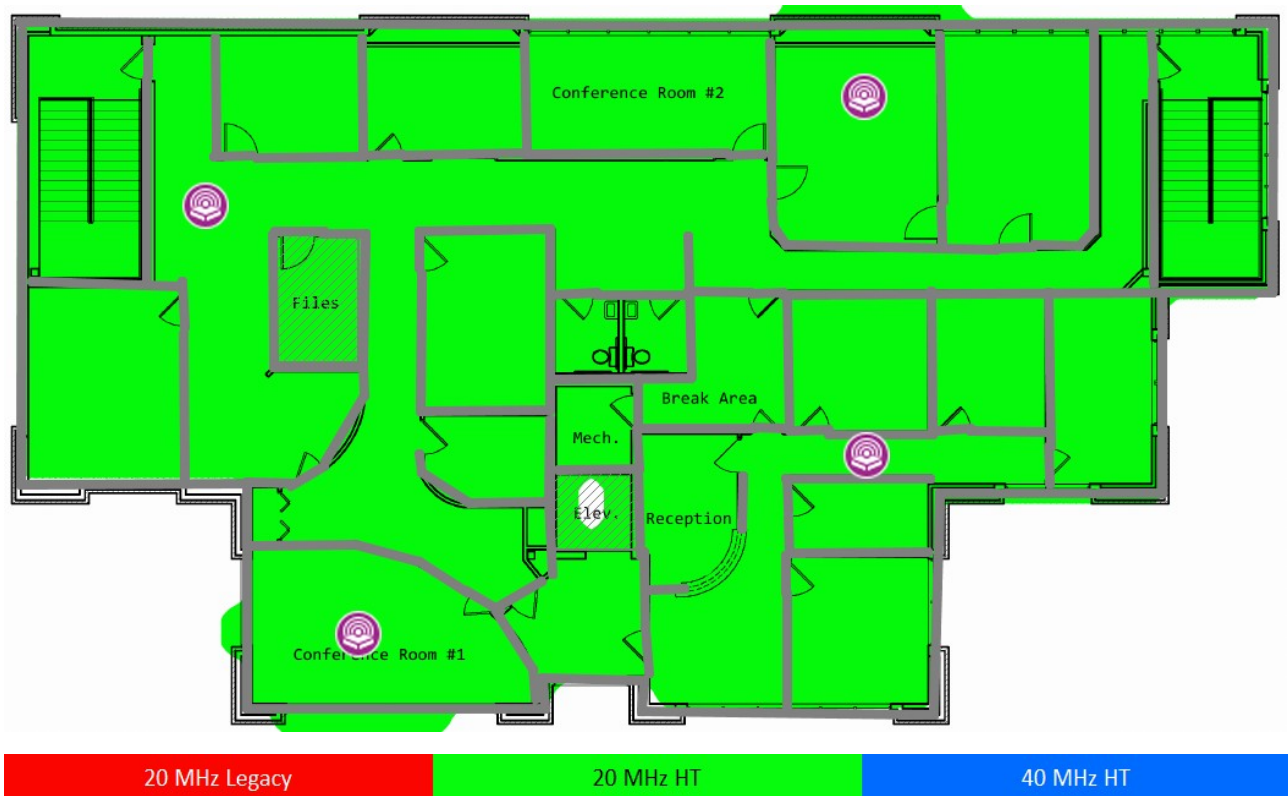 Conference Room #2
Files
Break Area
Mech.
Elev.
Reception
Conference Room #1
20 MHz Legacy
20 MHz HT
40 MHz HT